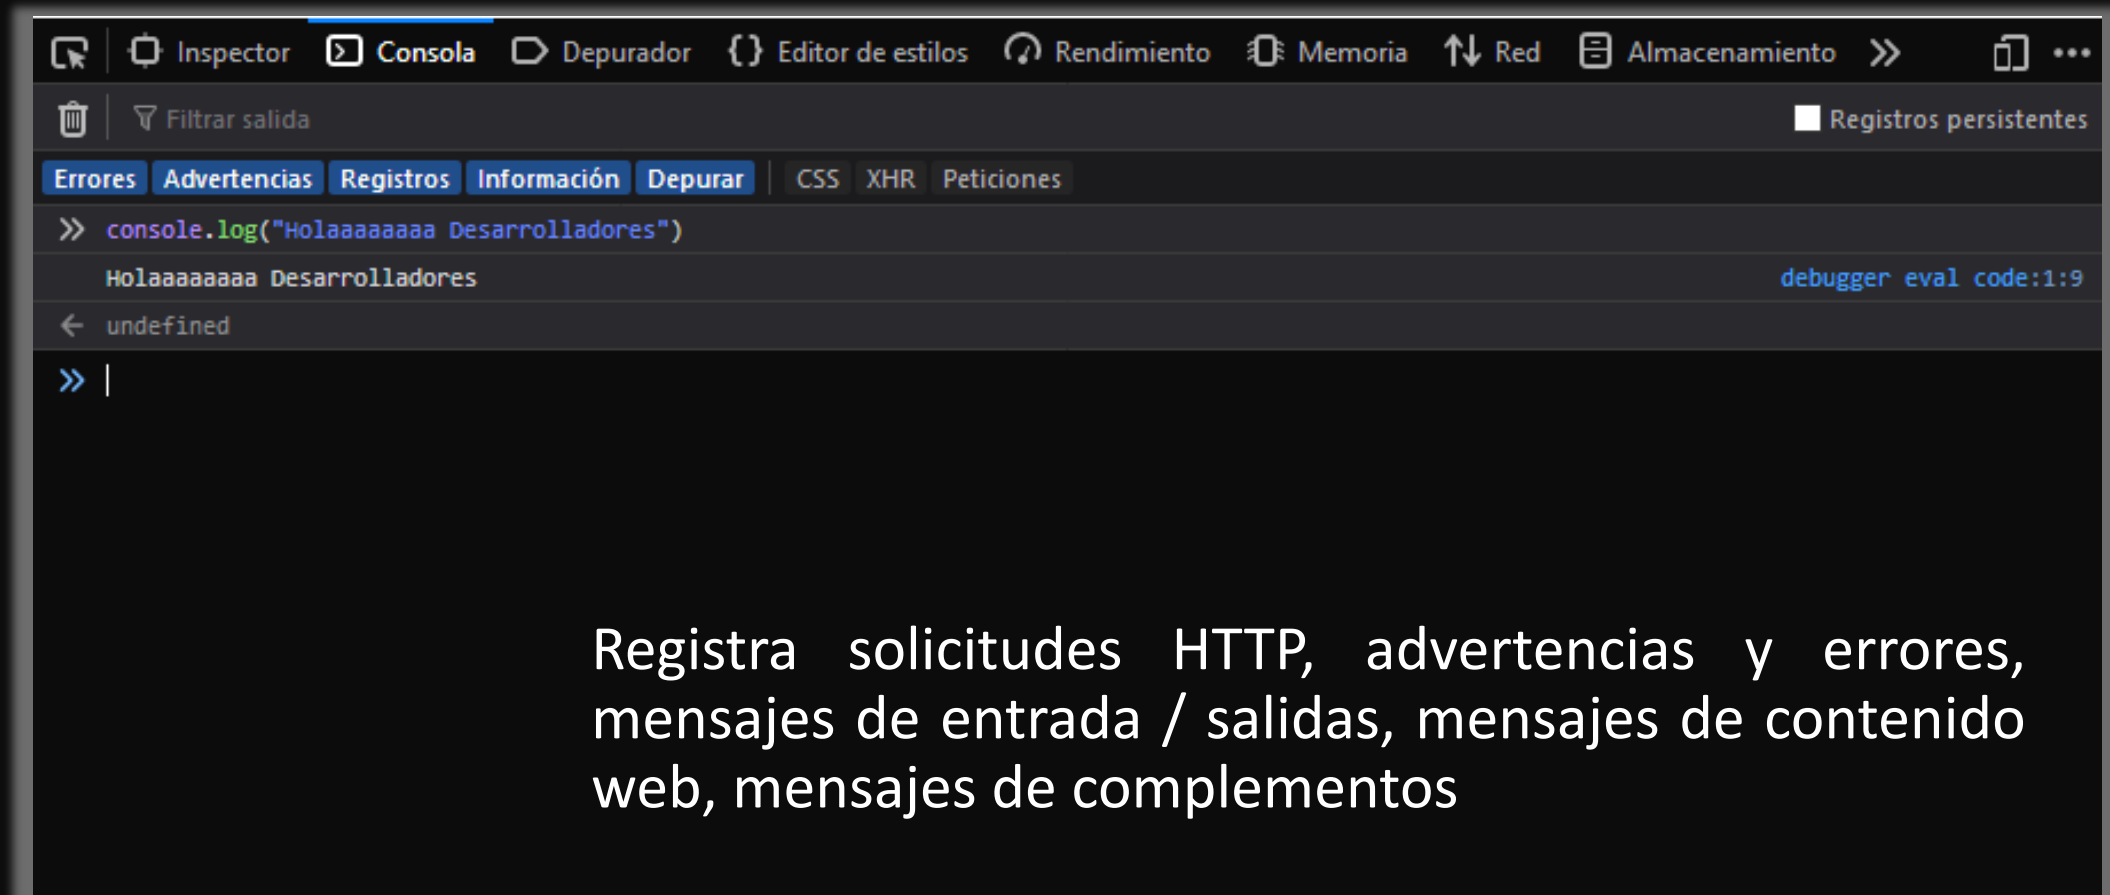 Inspector Consola Depurador {} Editor de estilos Rendimiento Memoria Red Almacenamiento
Filtrar salida Registros persistentes
Errores Advertencias Registros Información Depurar CSS XHR Peticiones
console.log("Holaaaaaaaa Desarrolladores")
Holaaaaaaaa Desarrolladores debugger eval code:1:9
undefined
Registra solicitudes HTTP, advertencias y errores,
mensajes de entrada / salidas, mensajes de contenido
web, mensajes de complementos